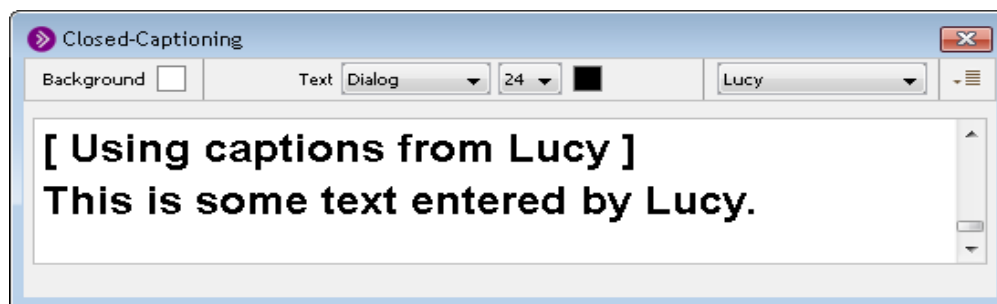 Closed-Captioning
Background Text Dialog 24 Lucy
[ Using captions from Lucy ]
This is some text entered by Lucy.